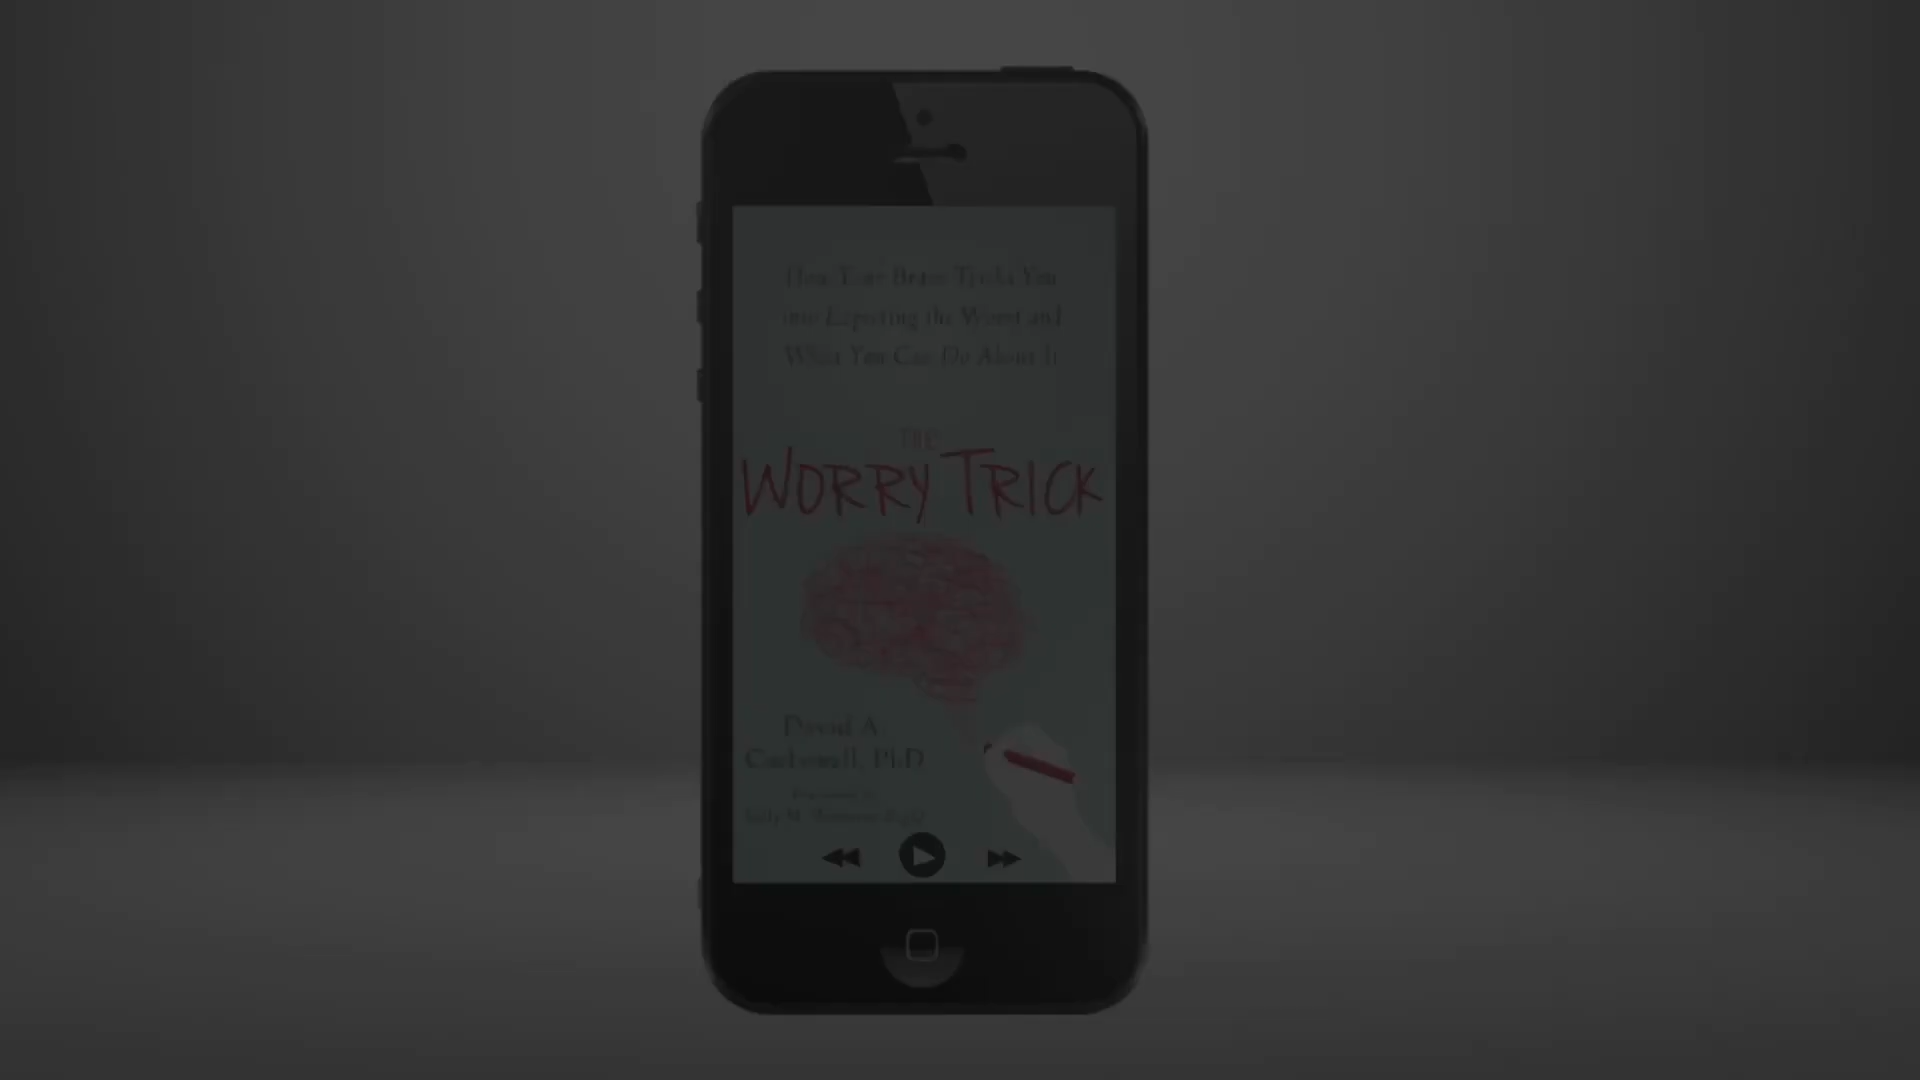 How Your Brain Tricks You
into Expecting the Worst and
What You Can Do About It
THE
WORRY TRICK
David A.
Carbonell, PhD